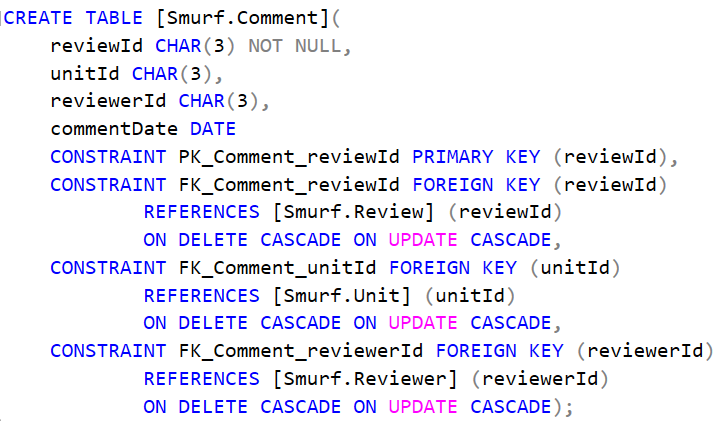 CREATE TABLE [Smurf.Comment](
reviewId CHAR(3) NOT NULL,
unitId CHAR(3),
reviewerId CHAR(3),
commentDate DATE
CONSTRAINT PK_Comment_reviewId PRIMARY KEY (reviewId),
CONSTRAINT FK_Comment_reviewId FOREIGN KEY (reviewId)
REFERENCES [Smurf.Review] (reviewId)
ON DELETE CASCADE ON UPDATE CASCADE,
CONSTRAINT FK_Comment_unitId FOREIGN KEY (unitId)
REFERENCES [Smurf.Unit] (unitId)
ON DELETE CASCADE ON UPDATE CASCADE,
CONSTRAINT FK_Comment_reviewerId FOREIGN KEY (reviewerId)
REFERENCES [Smurf.Reviewer] (reviewerId)
ON DELETE CASCADE ON UPDATE CASCADE);